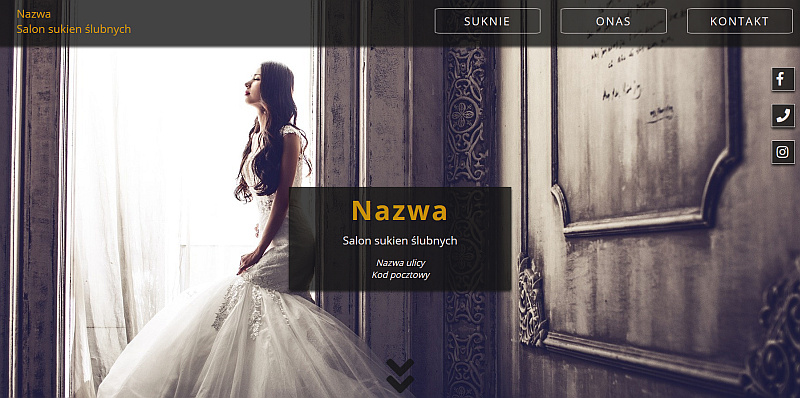 Nazwa
Salon sukien ślubnych
SUKNIE
ONAS
KONTAKT
Nazwa
Salon sukien ślubnych
Nazwa ulicy
Kod pocztowy